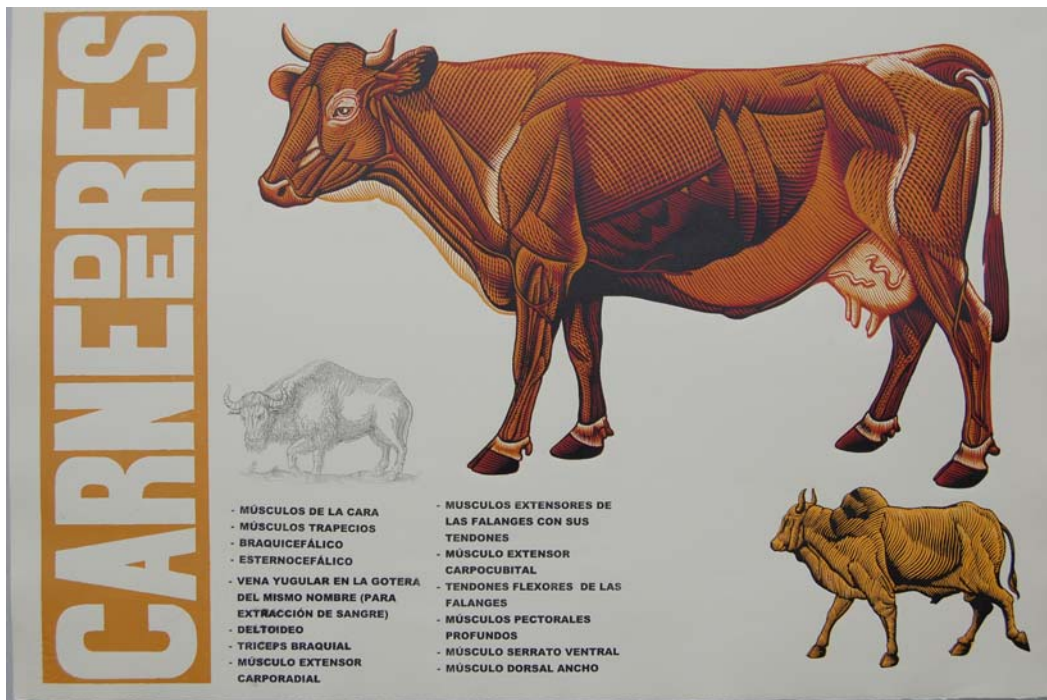 CARNE DE RES
- MÚSCULOS DE LA CARA
- MÚSCULOS TRAPECIOS
- BRAQUICEFÁLICO
- ESTERNOCEFÁLICO
- VENA YUGULAR EN LA GOTERA
DEL MISMO NOMBRE (PARA
EXTRACCIÓN DE SANGRE)
- DELTOIDEO
- TRICEPS BRAQUIAL
- MÚSCULO EXTENSOR
CARPORADIAL
- MUSCULOS EXTENSORES DE
LAS FALANGES CON SUS
TENDONES
- MÚSCULO EXTENSOR
CARPOCUBITAL
- TENDONES FLEXORES DE LAS
FALANGES
- MÚSCULOS PECTORALES
PROFUNDOS
- MÚSCULO SERRATO VENTRAL
- MÚSCULO DORSAL ANCHO